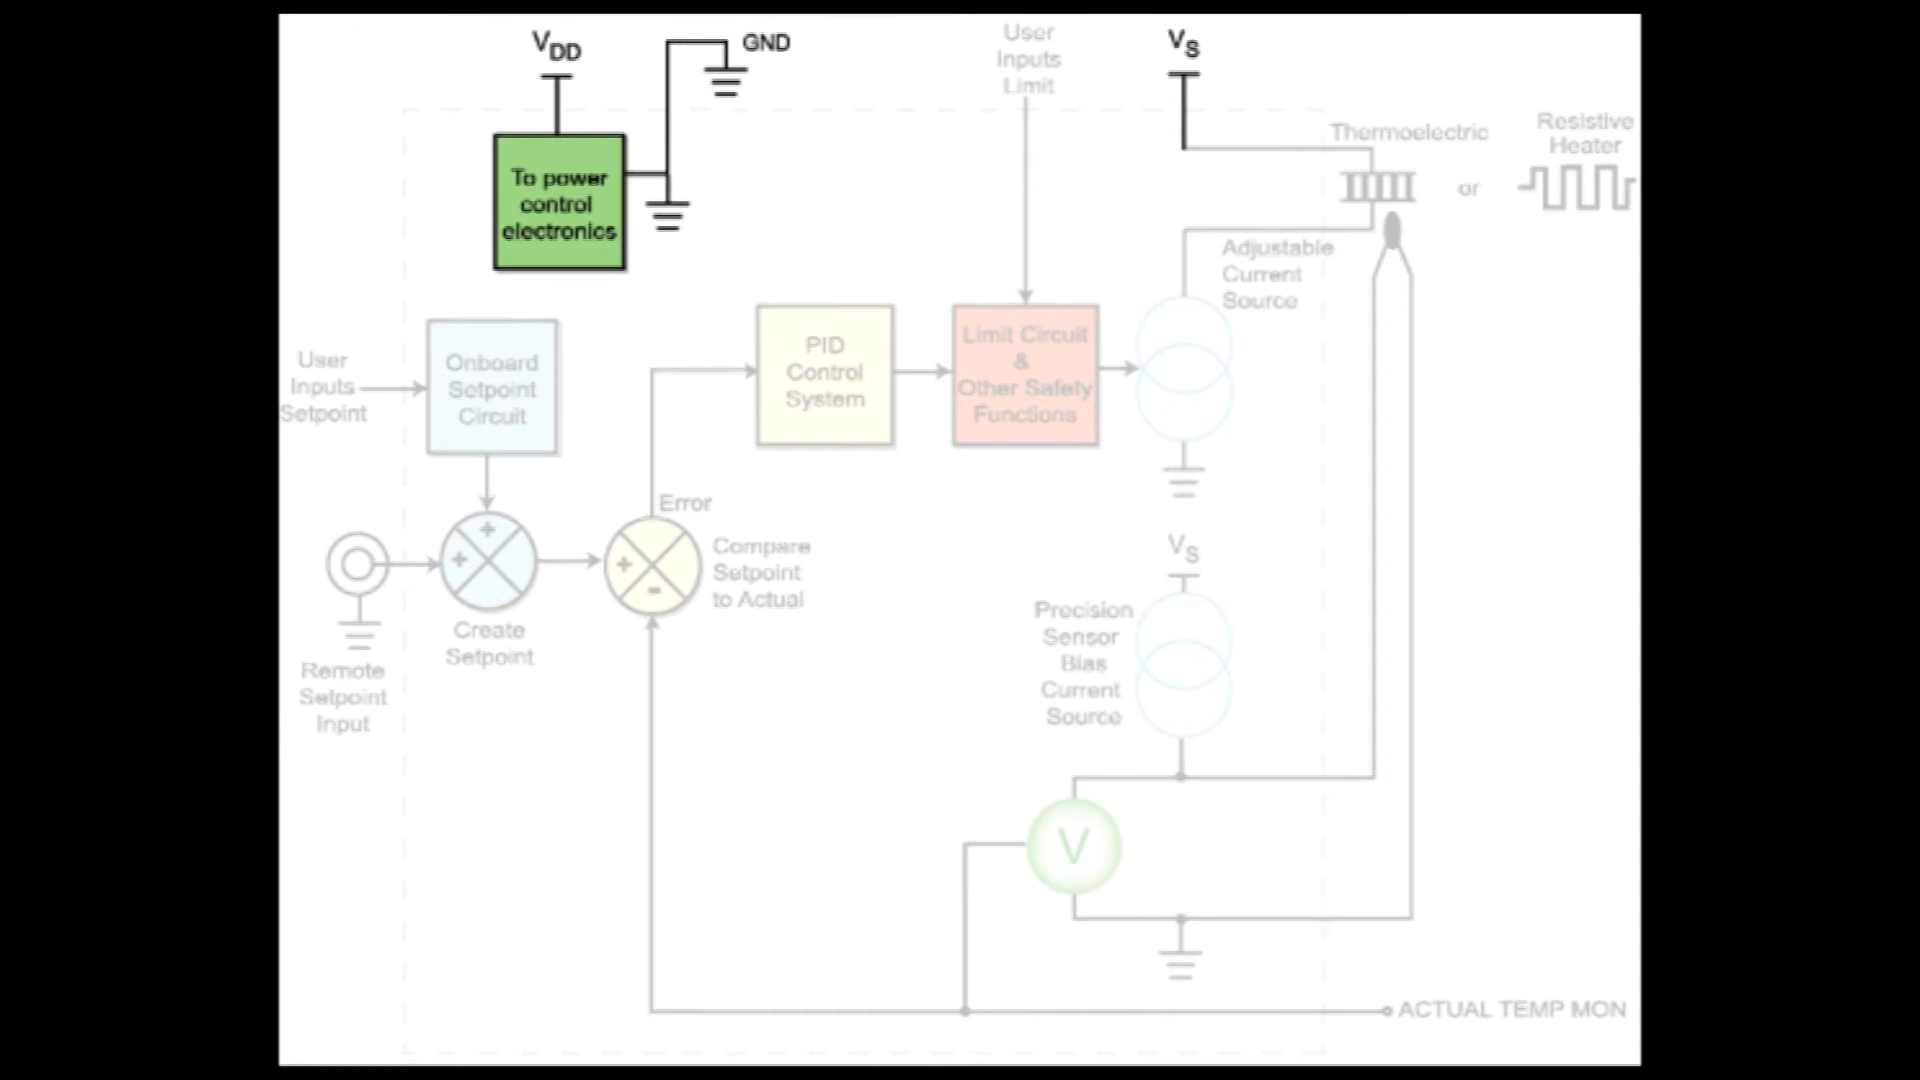 VDD
GND
User
Inputs
Limit
VS
Thermoelectric
Resistive
Heater
or
To power
control
electronics
Adjustable
Current
Source
User
Inputs
Setpoint
Onboard
Setpoint
Circuit
PID
Control
System
Limit Circuit
&
Other Safety
Functions
Error
+
+
+
-
Compare
Setpoint
to Actual
Create
Setpoint
Remote
Setpoint
Input
VS
Precision
Sensor
Bias
Current
Source
V
ACTUAL TEMP MON